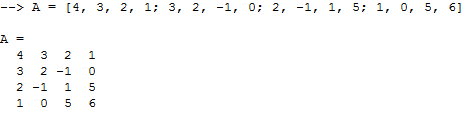 --> A = [4, 3, 2, 1; 3, 2, -1, 0; 2, -1, 1, 5; 1, 0, 5, 6]
A =
4 3 2 1
3 2 -1 0
2 -1 1 5
1 0 5 6